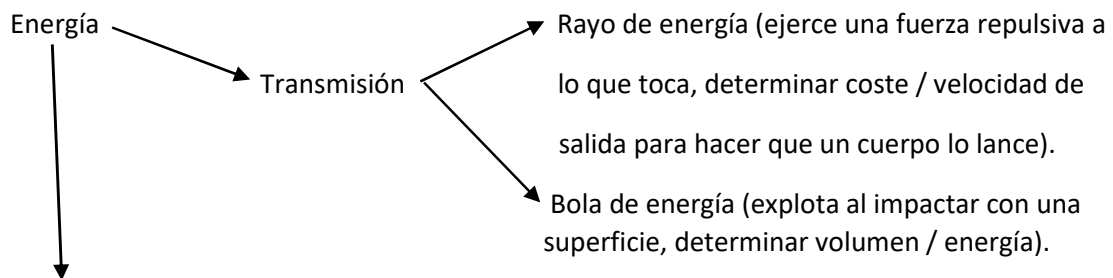 Energía
Transmisión
Rayo de energía (ejerce una fuerza repulsiva a
lo que toca, determinar coste / velocidad de
salida para hacer que un cuerpo lo lance).
Bola de energía (explota al impactar con una
superficie, determinar volumen / energía).